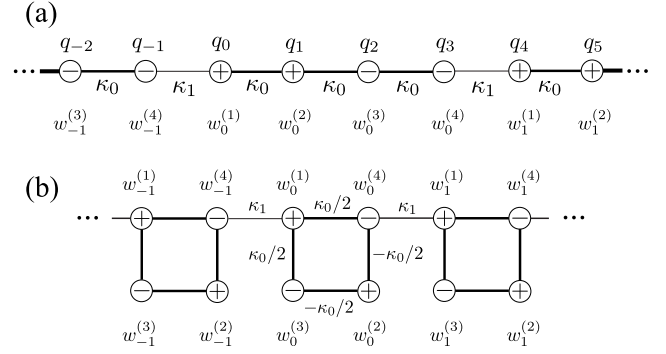 (a)
q_{-2} q_{-1} q_0 q_1 q_2 q_3 q_4 q_5
··· − − + + − − + + ···
κ_0 κ_1 κ_0 κ_0 κ_0 κ_1 κ_0
w_{-1}^{(3)} w_{-1}^{(4)} w_0^{(1)} w_0^{(2)} w_0^{(3)} w_0^{(4)} w_1^{(1)} w_1^{(2)}
(b)
w_{-1}^{(1)} w_{-1}^{(4)} w_0^{(1)} w_0^{(4)} w_1^{(1)} w_1^{(4)}
κ_1 κ_0/2 κ_1
··· + − + − + − ···
κ_0/2 −κ_0/2
− + − + − +
−κ_0/2
w_{-1}^{(3)} w_{-1}^{(2)} w_0^{(3)} w_0^{(2)} w_1^{(3)} w_1^{(2)}